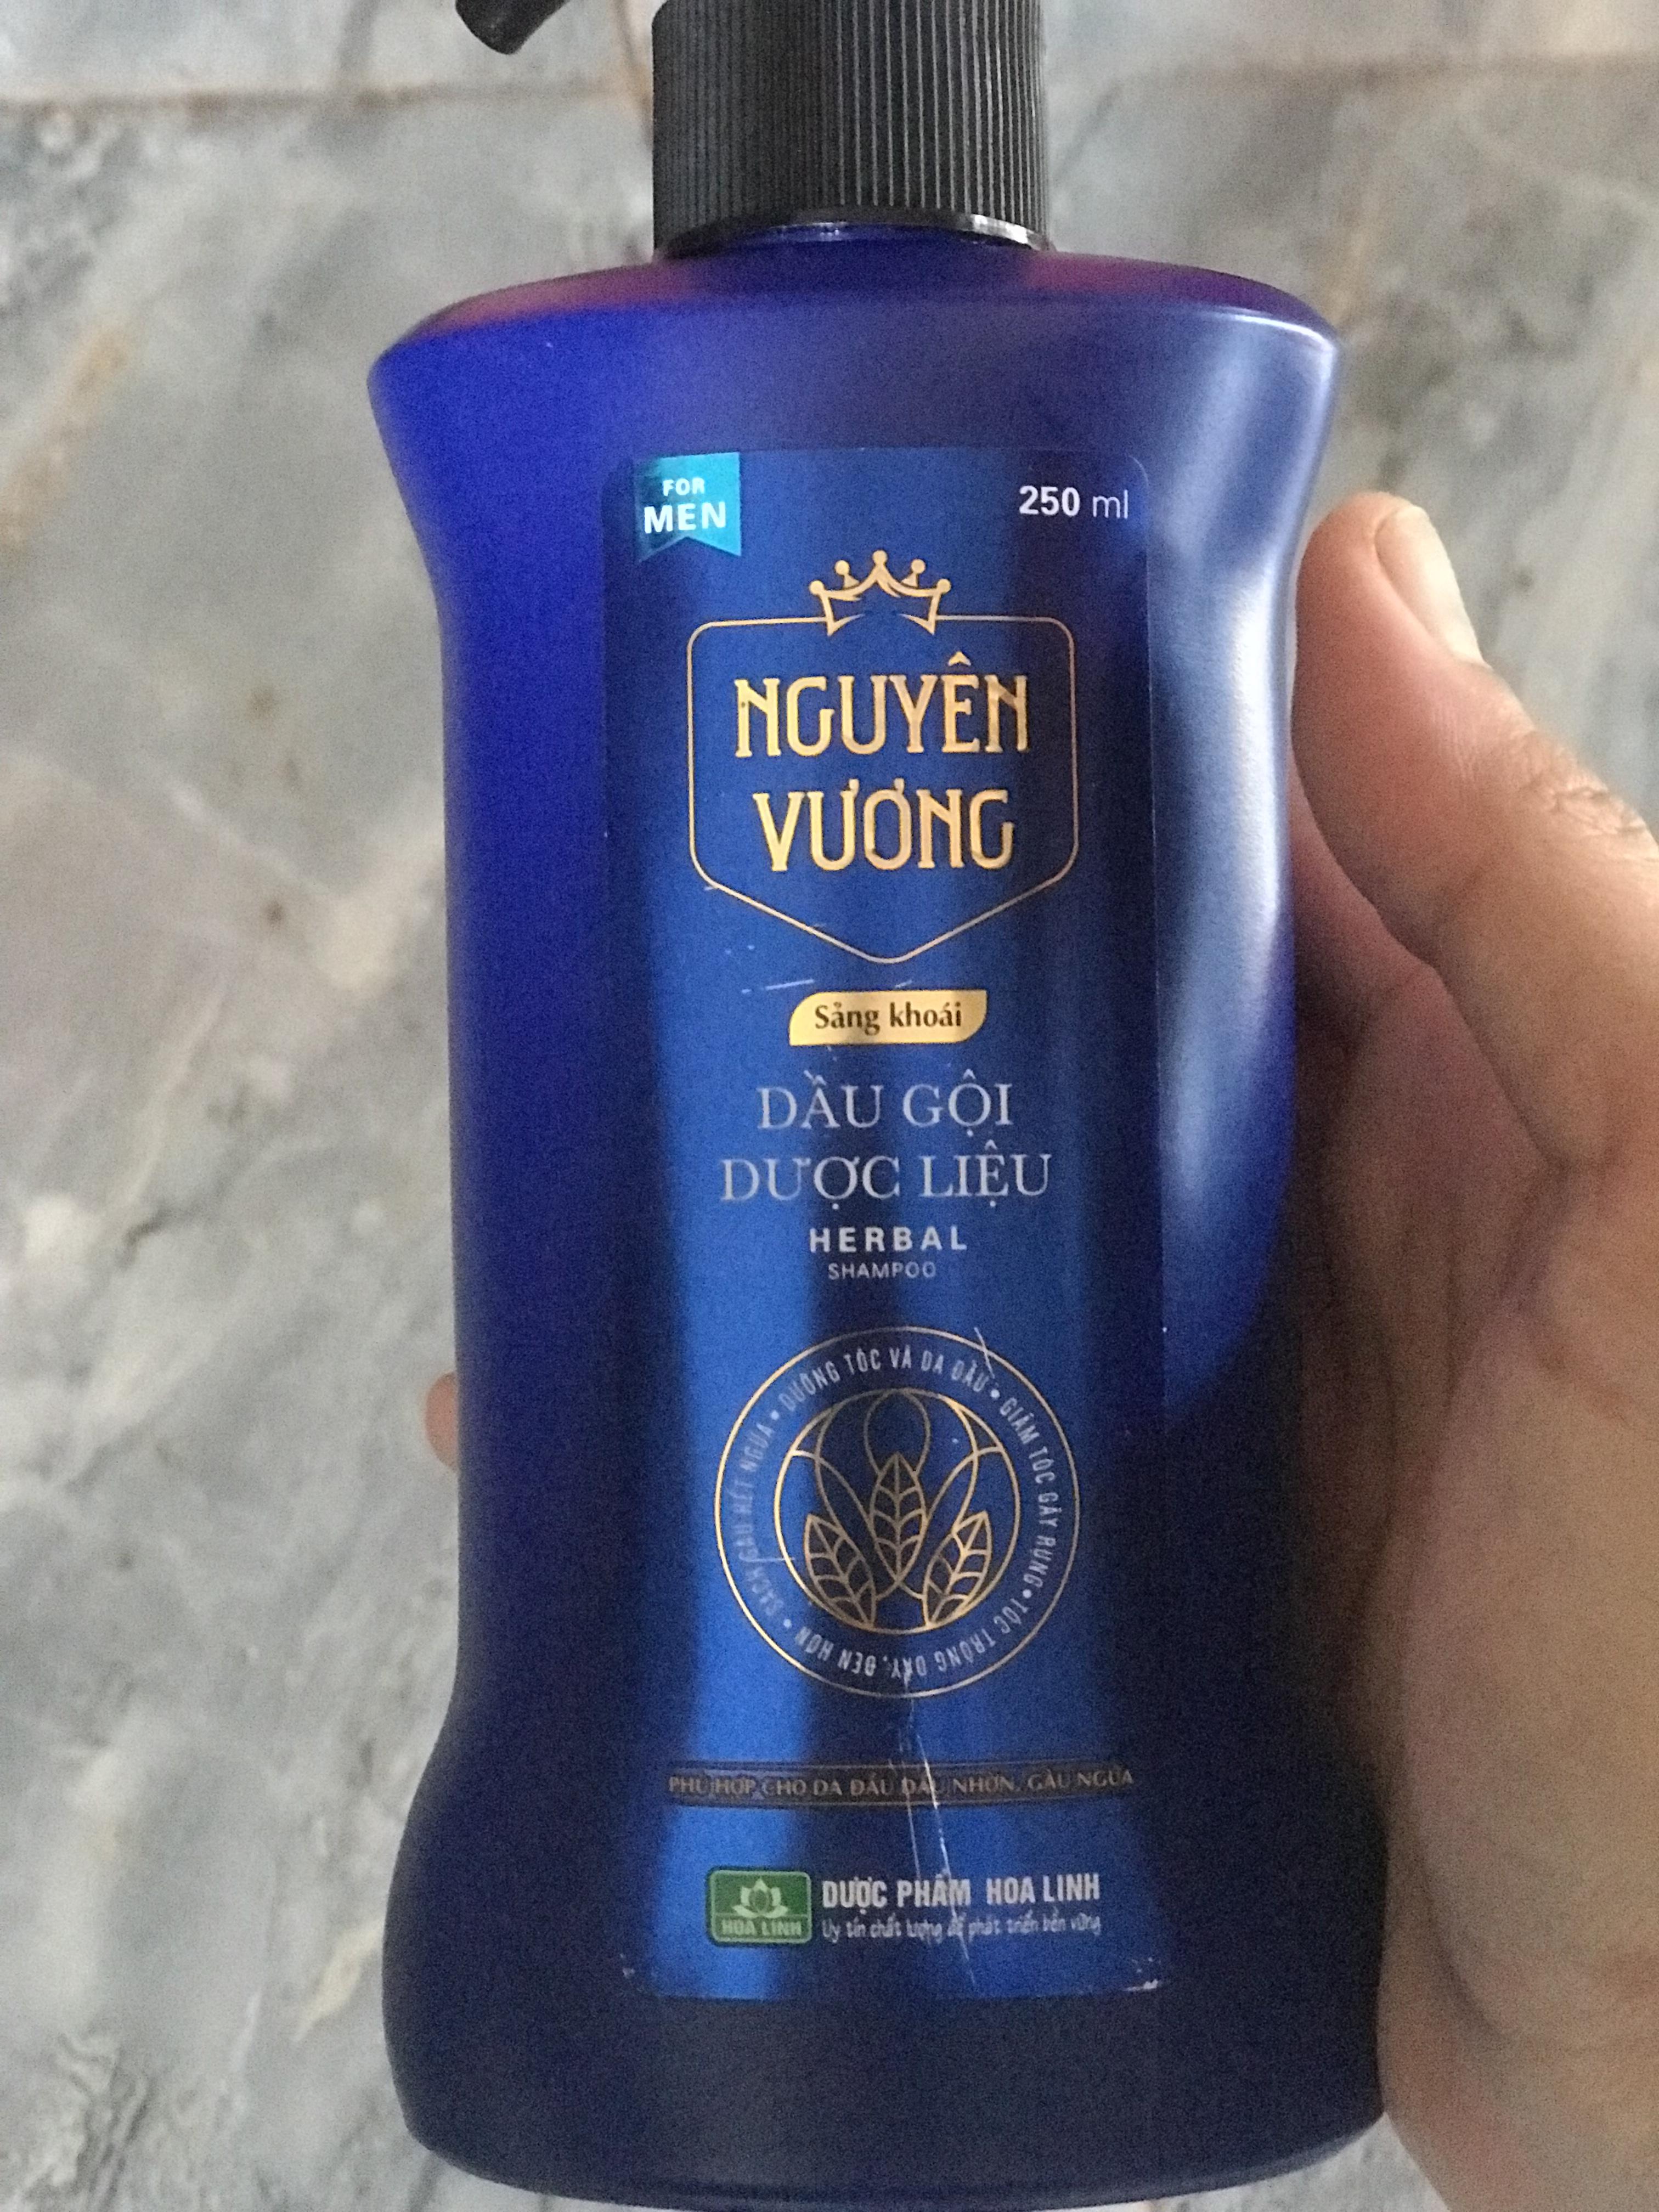 FOR
MEN
250 ml
NGUYÊN
VƯƠNG
Sảng khoái
DẦU GỘI
DƯỢC LIỆU
HERBAL
SHAMPOO
SẠCH GÀU HẾT NGỨA • DƯỠNG TÓC VÀ DA ĐẦU • GIẢM TÓC GÃY RỤNG • TÓC TRÔNG DÀY, ĐEN HƠN •
PHÙ HỢP CHO DA ĐẦU DẦU NHỜN, GÀU NGỨA
HOA LINH
DƯỢC PHẨM HOA LINH
Uy tín chất lượng để phát triển bền vững